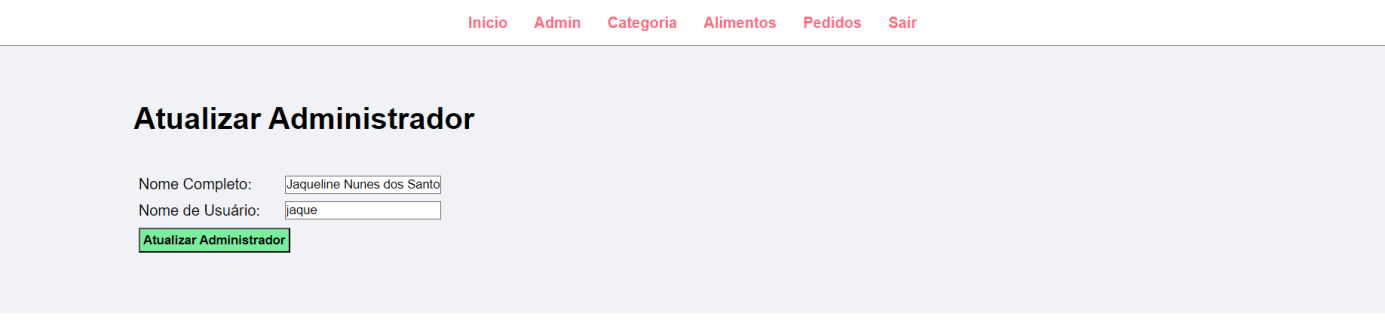 Início Admin Categoria Alimentos Pedidos Sair
Atualizar Administrador
Nome Completo: Jaqueline Nunes dos Santo
Nome de Usuário: jaque
Atualizar Administrador